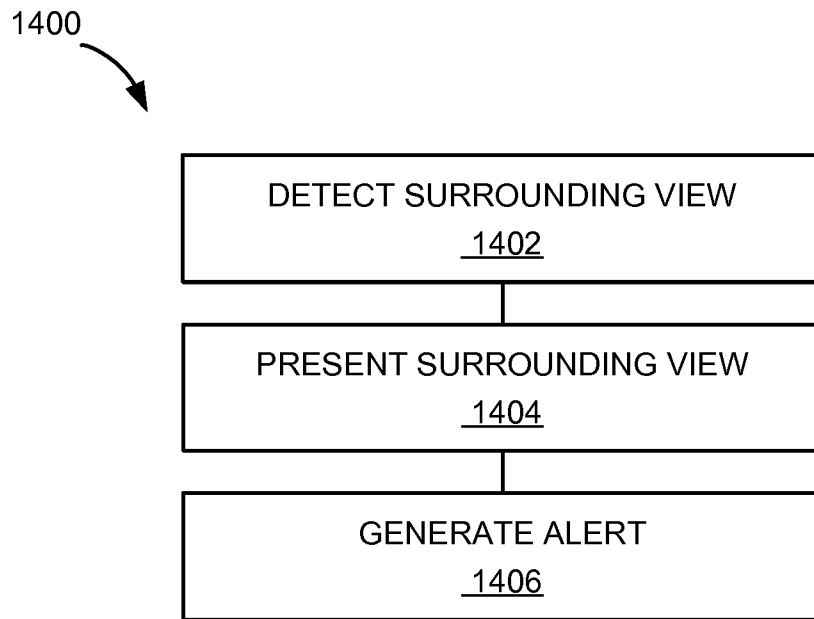 1400
DETECT SURROUNDING VIEW
1402
PRESENT SURROUNDING VIEW
1404
GENERATE ALERT
1406